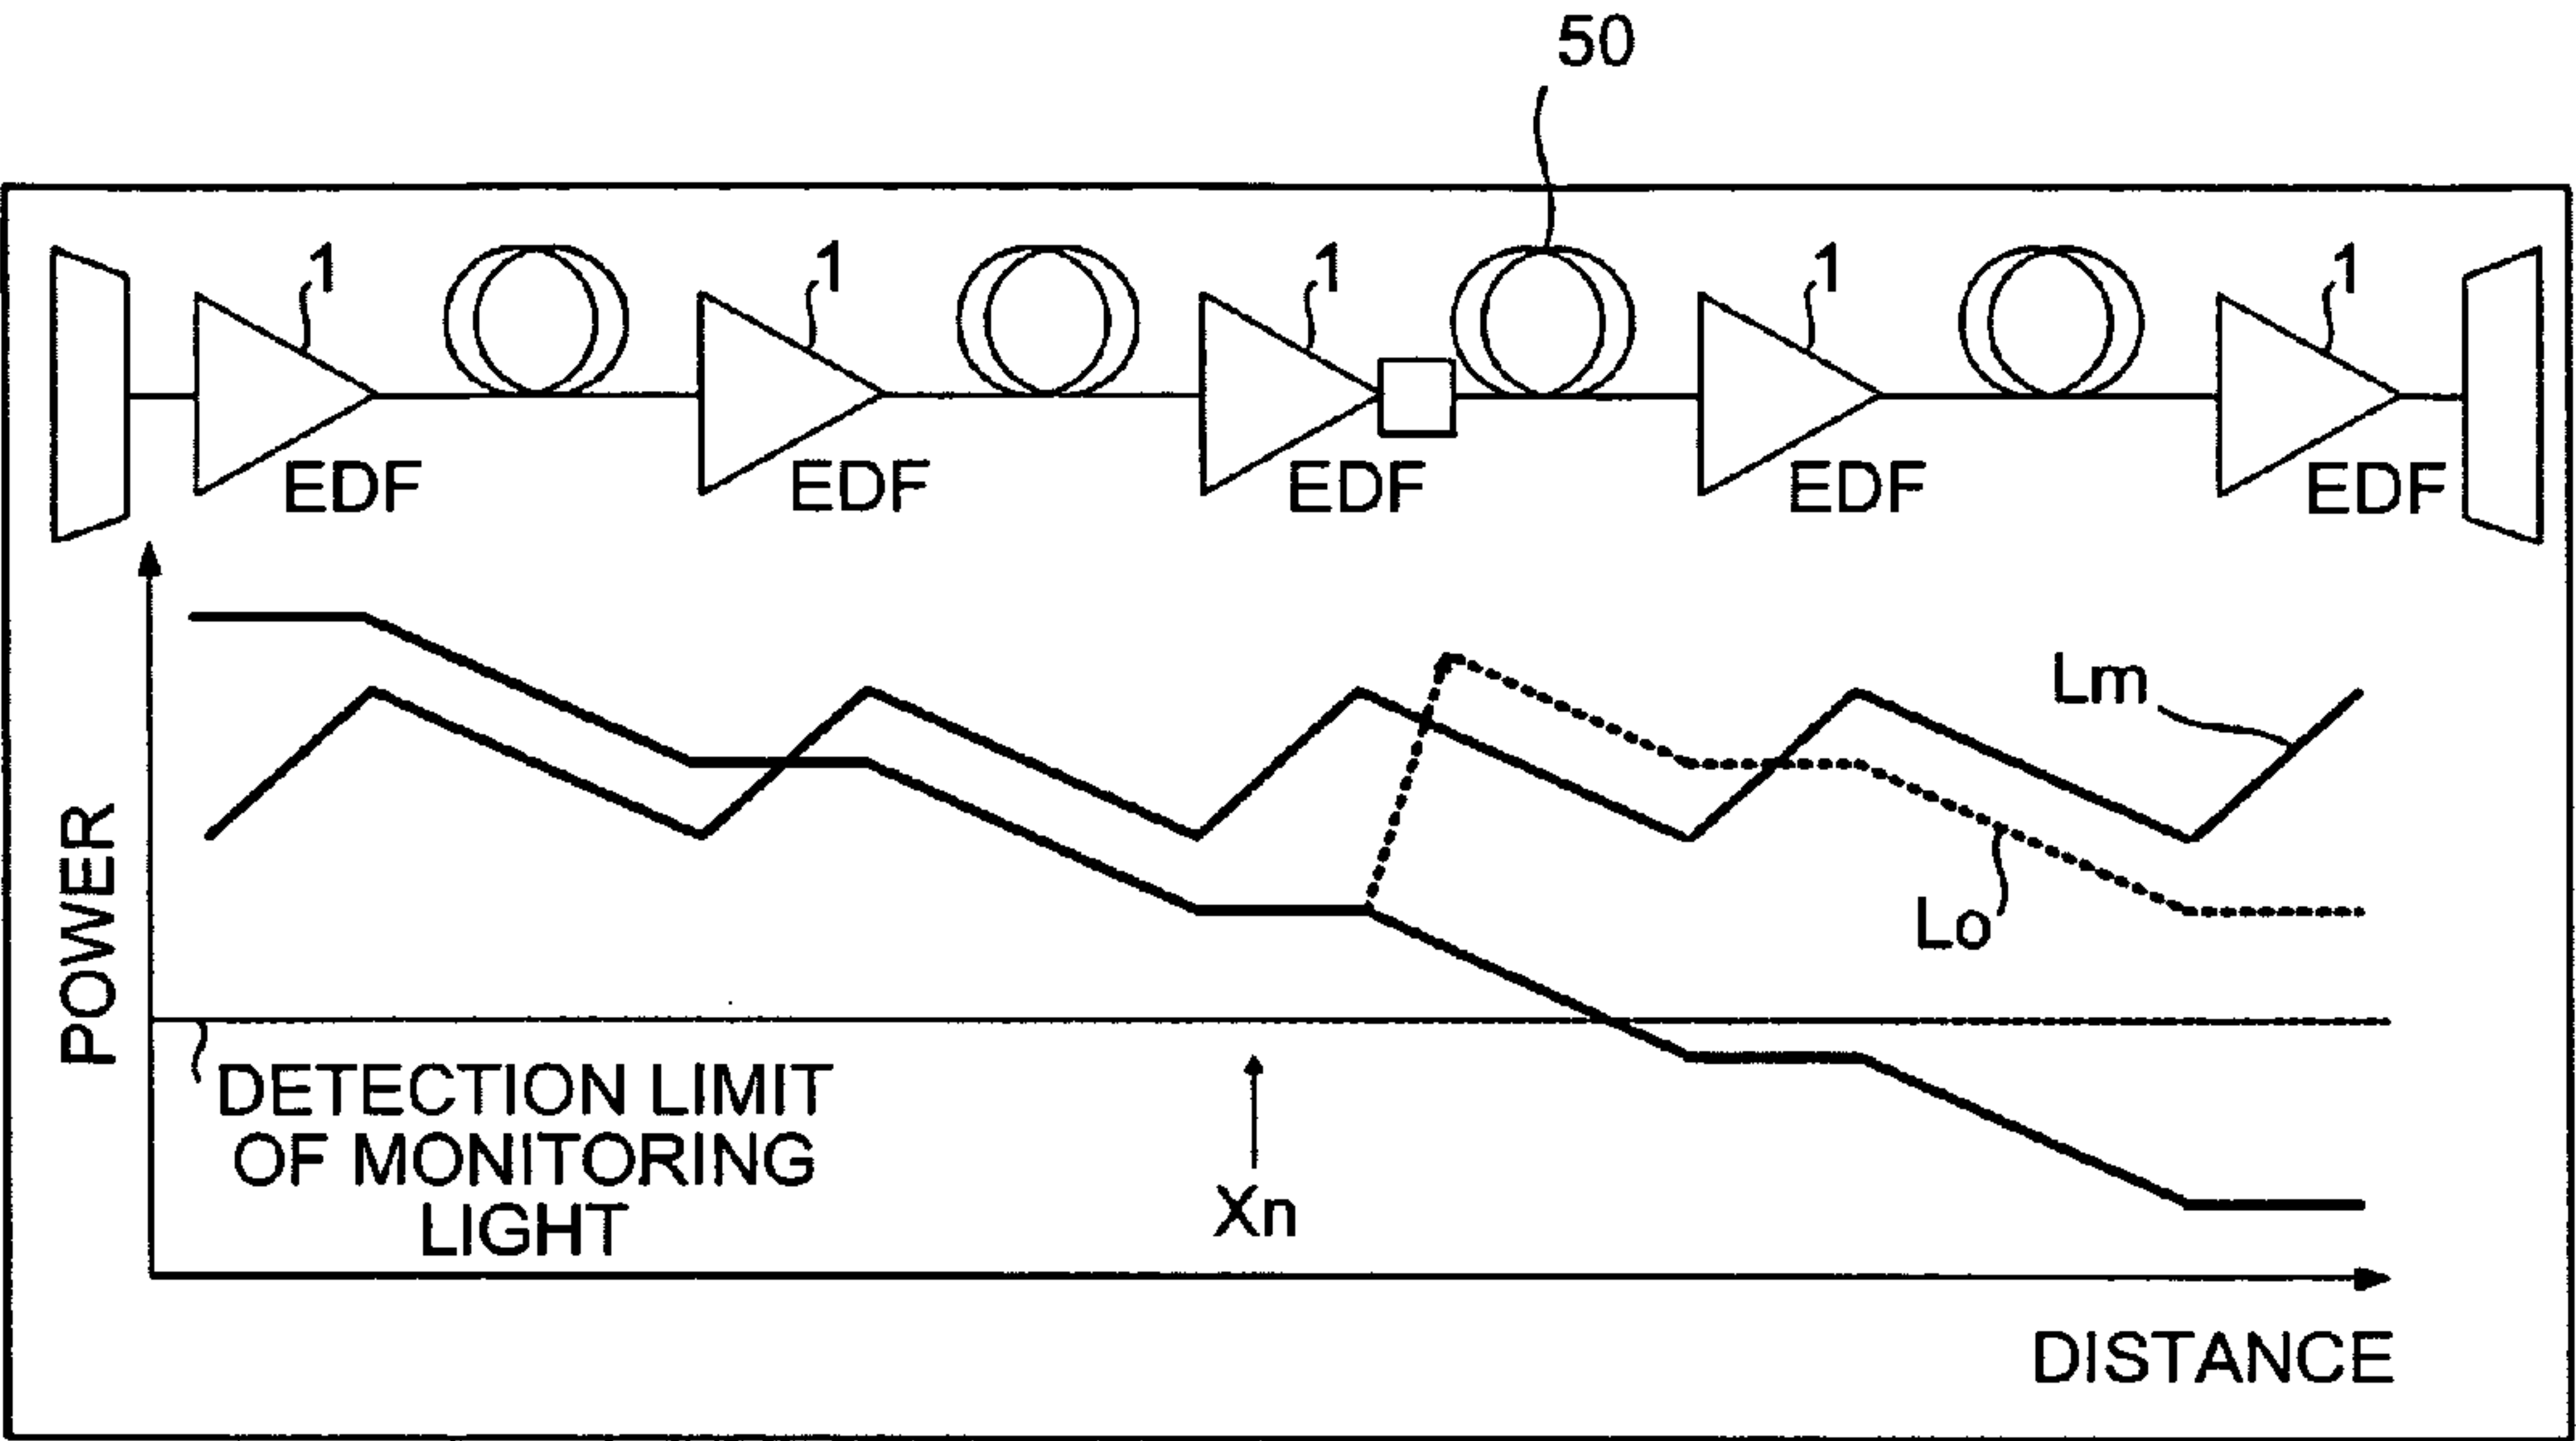 50
1
1
1
1
1
EDF
EDF
EDF
EDF
EDF
POWER
Lm
Lo
DETECTION LIMIT
OF MONITORING
LIGHT
Xn
DISTANCE